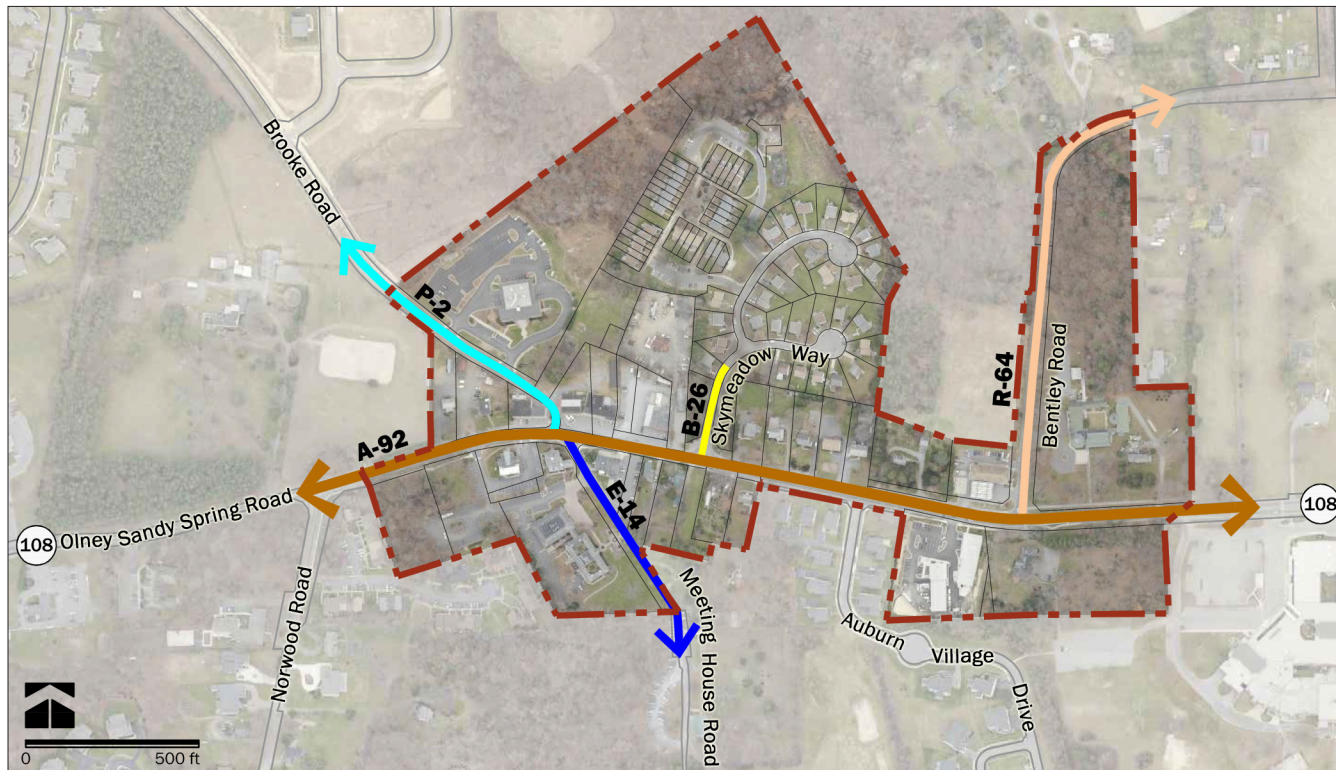 Brooke Road
P-2
A-92
B-26
Skymeadow Way
R-64
Bentley Road
E-14
108
Olney Sandy Spring Road
108
Norwood Road
Meeting House Road
Auburn Village Drive
0 500 ft